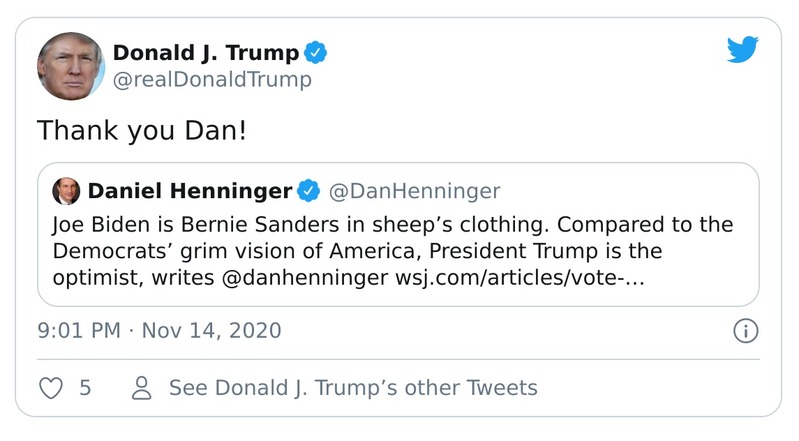 Donald J. Trump
@realDonaldTrump
Thank you Dan!
Daniel Henninger @DanHenninger
Joe Biden is Bernie Sanders in sheep’s clothing. Compared to the
Democrats’ grim vision of America, President Trump is the
optimist, writes @danhenninger wsj.com/articles/vote-…
9:01 PM · Nov 14, 2020
5 See Donald J. Trump’s other Tweets